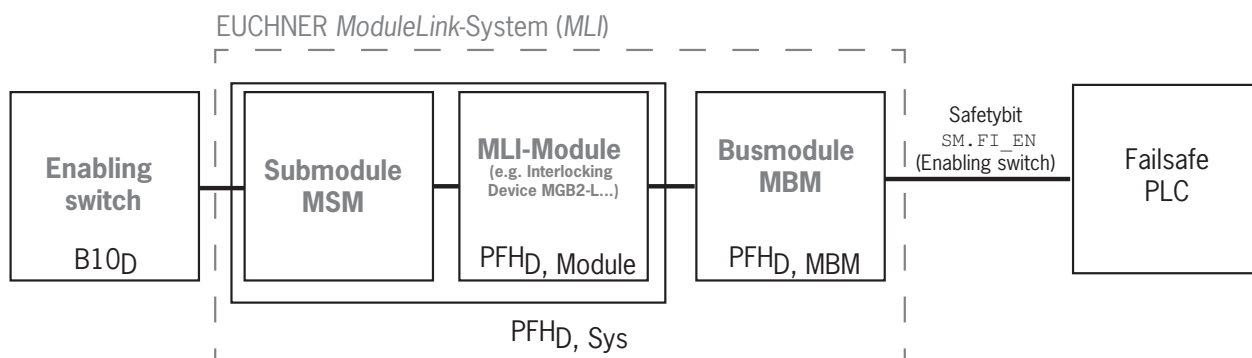 EUCHNER ModuleLink-System (MLI)
Enabling
switch
B10D
Submodule
MSM
MLI-Module
(e.g. Interlocking
Device MGB2-L...)
PFHD, Module
Busmodule
MBM
PFHD, MBM
PFHD, Sys
Safetybit
SM.FI_EN
(Enabling switch)
Failsafe
PLC